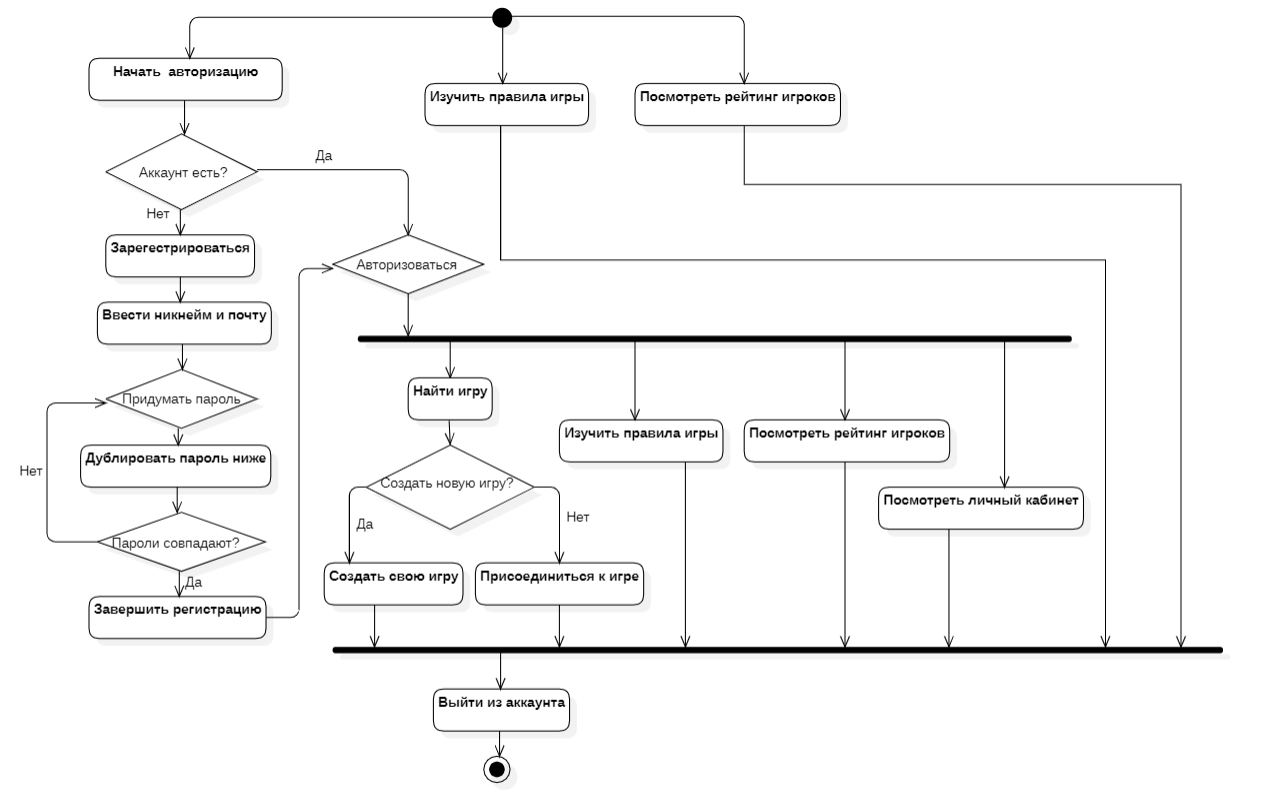 Начать авторизацию
Изучить правила игры
Посмотреть рейтинг игроков
Да
Аккаунт есть?
Нет
Зарегестрироваться
Авторизоваться
Ввести никнейм и почту
Найти игру
Придумать пароль
Изучить правила игры
Посмотреть рейтинг игроков
Дублировать пароль ниже
Нет
Создать новую игру?
Посмотреть личный кабинет
Да
Нет
Пароли совпадают?
Да
Создать свою игру
Присоединиться к игре
Завершить регистрацию
Выйти из аккаунта